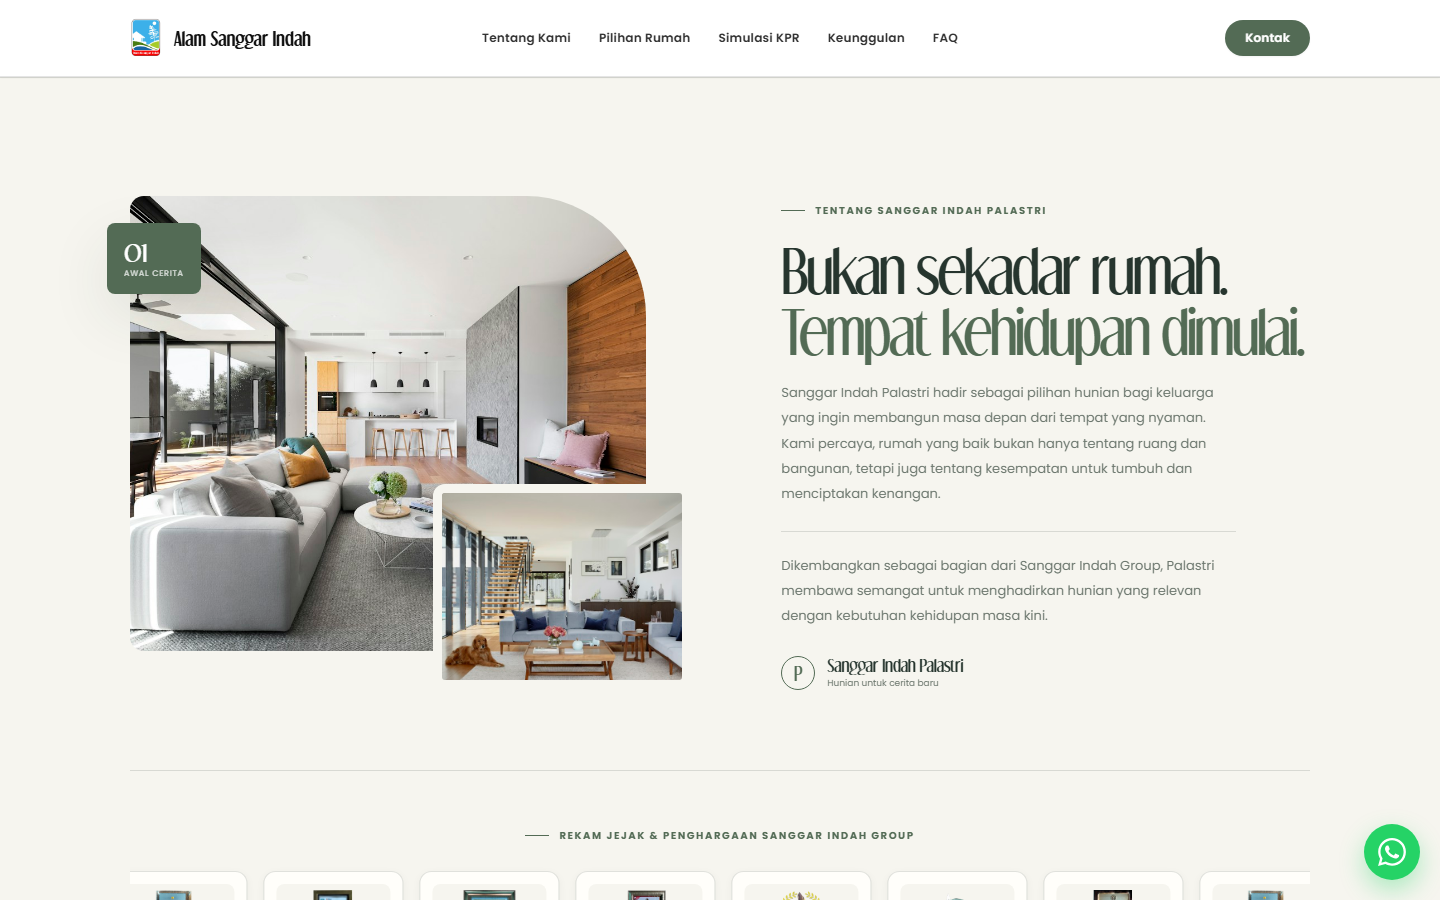 Alam Sanggar Indah
Tentang Kami
Pilihan Rumah
Simulasi KPR
Keunggulan
FAQ
Kontak
01
AWAL CERITA
TENTANG SANGGAR INDAH PALASTRI
Bukan sekadar rumah.
Tempat kehidupan dimulai.
Sanggar Indah Palastri hadir sebagai pilihan hunian bagi keluarga
yang ingin membangun masa depan dari tempat yang nyaman.
Kami percaya, rumah yang baik bukan hanya tentang ruang dan
bangunan, tetapi juga tentang kesempatan untuk tumbuh dan
menciptakan kenangan.
Dikembangkan sebagai bagian dari Sanggar Indah Group, Palastri
membawa semangat untuk menghadirkan hunian yang relevan
dengan kebutuhan kehidupan masa kini.
P
Sanggar Indah Palastri
Hunian untuk cerita baru
REKAM JEJAK & PENGHARGAAN SANGGAR INDAH GROUP